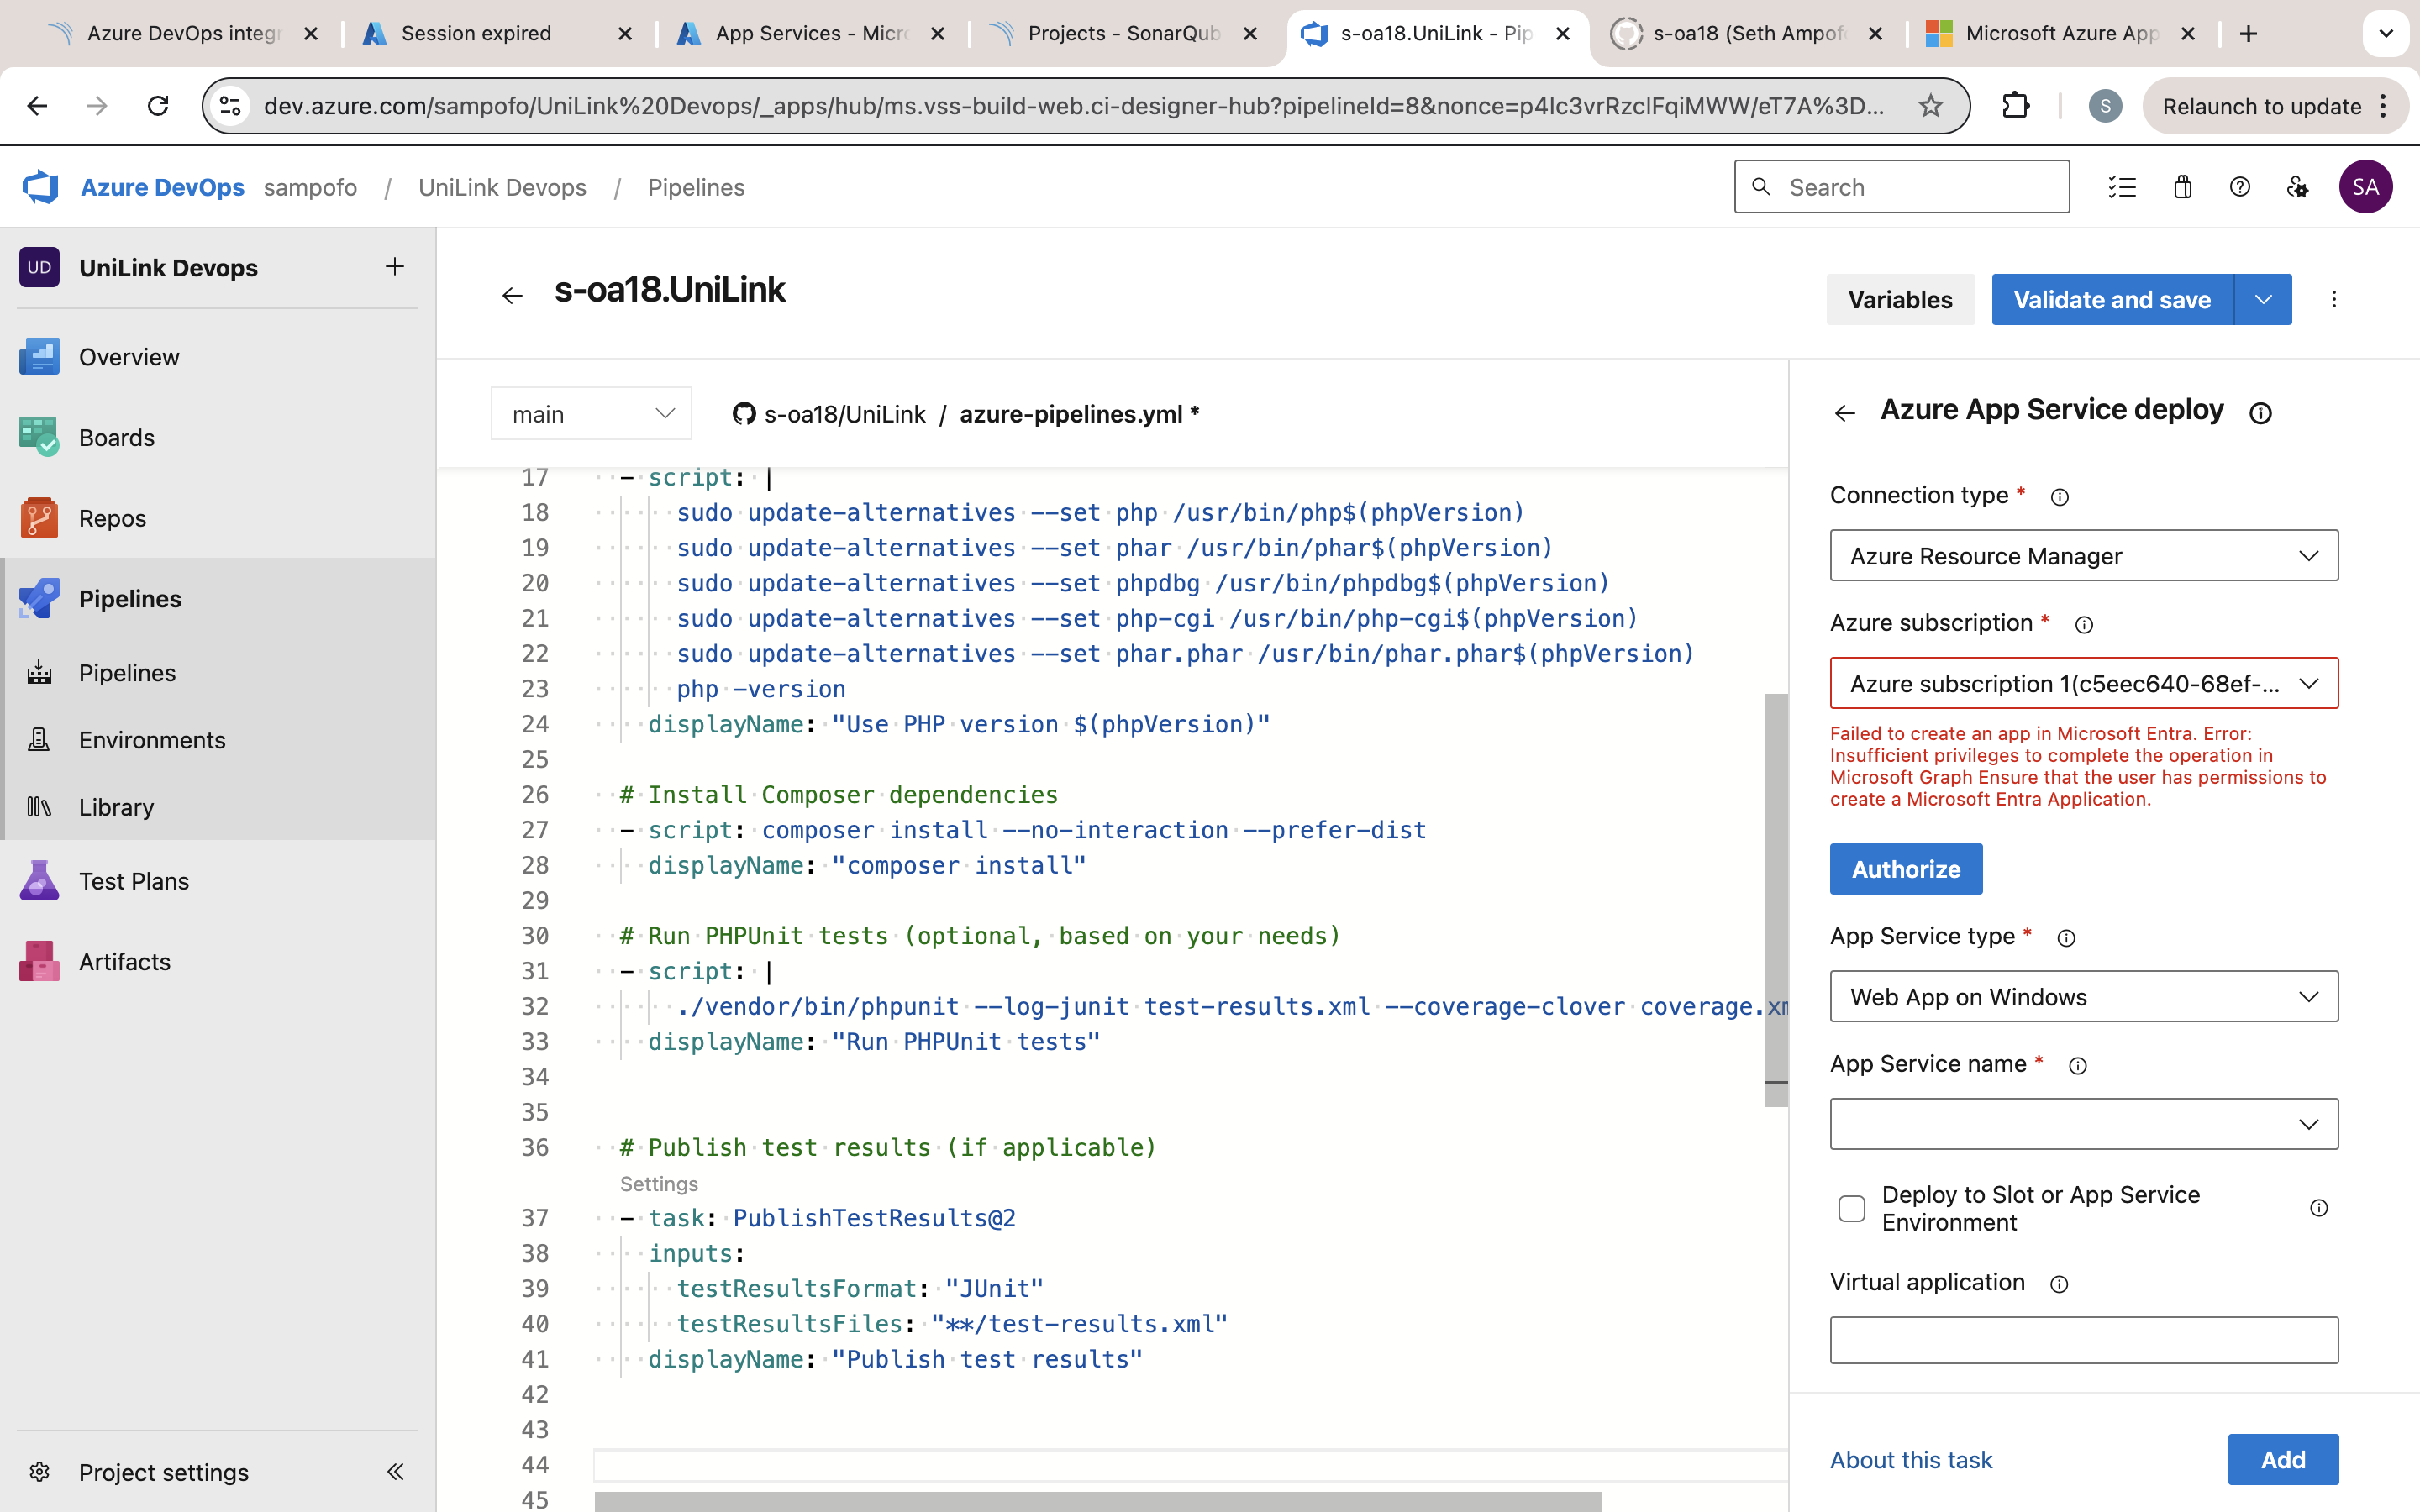 Azure DevOps integr
Session expired
App Services - Micro
Projects - SonarQub
s-oa18.UniLink - Pip
s-oa18 (Seth Ampof
Microsoft Azure App
dev.azure.com/sampofo/UniLink%20Devops/_apps/hub/ms.vss-build-web.ci-designer-hub?pipelineId=8&nonce=p4Ic3vrRzclFqiMWW/eT7A%3D...
S
Relaunch to update
Azure DevOps sampofo / UniLink Devops / Pipelines
Search
SA
UD UniLink Devops
Overview
Boards
Repos
Pipelines
Pipelines
Environments
Library
Test Plans
Artifacts
Project settings
s-oa18.UniLink
Variables
Validate and save
main
s-oa18/UniLink / azure-pipelines.yml *
17 - script: |
18 sudo update-alternatives --set php /usr/bin/php$(phpVersion)
19 sudo update-alternatives --set phar /usr/bin/phar$(phpVersion)
20 sudo update-alternatives --set phpdbg /usr/bin/phpdbg$(phpVersion)
21 sudo update-alternatives --set php-cgi /usr/bin/php-cgi$(phpVersion)
22 sudo update-alternatives --set phar.phar /usr/bin/phar.phar$(phpVersion)
23 php -version
24 displayName: "Use PHP version $(phpVersion)"
25
26 # Install Composer dependencies
27 - script: composer install --no-interaction --prefer-dist
28 displayName: "composer install"
29
30 # Run PHPUnit tests (optional, based on your needs)
31 - script: |
32 ./vendor/bin/phpunit --log-junit test-results.xml --coverage-clover coverage.xm
33 displayName: "Run PHPUnit tests"
34
35
36 # Publish test results (if applicable)
Settings
37 - task: PublishTestResults@2
38 inputs:
39 testResultsFormat: "JUnit"
40 testResultsFiles: "**/test-results.xml"
41 displayName: "Publish test results"
42
43
44
45
Azure App Service deploy
Connection type *
Azure Resource Manager
Azure subscription *
Azure subscription 1(c5eec640-68ef-...
Failed to create an app in Microsoft Entra. Error:
Insufficient privileges to complete the operation in
Microsoft Graph Ensure that the user has permissions to
create a Microsoft Entra Application.
Authorize
App Service type *
Web App on Windows
App Service name *
Deploy to Slot or App Service
Environment
Virtual application
About this task
Add